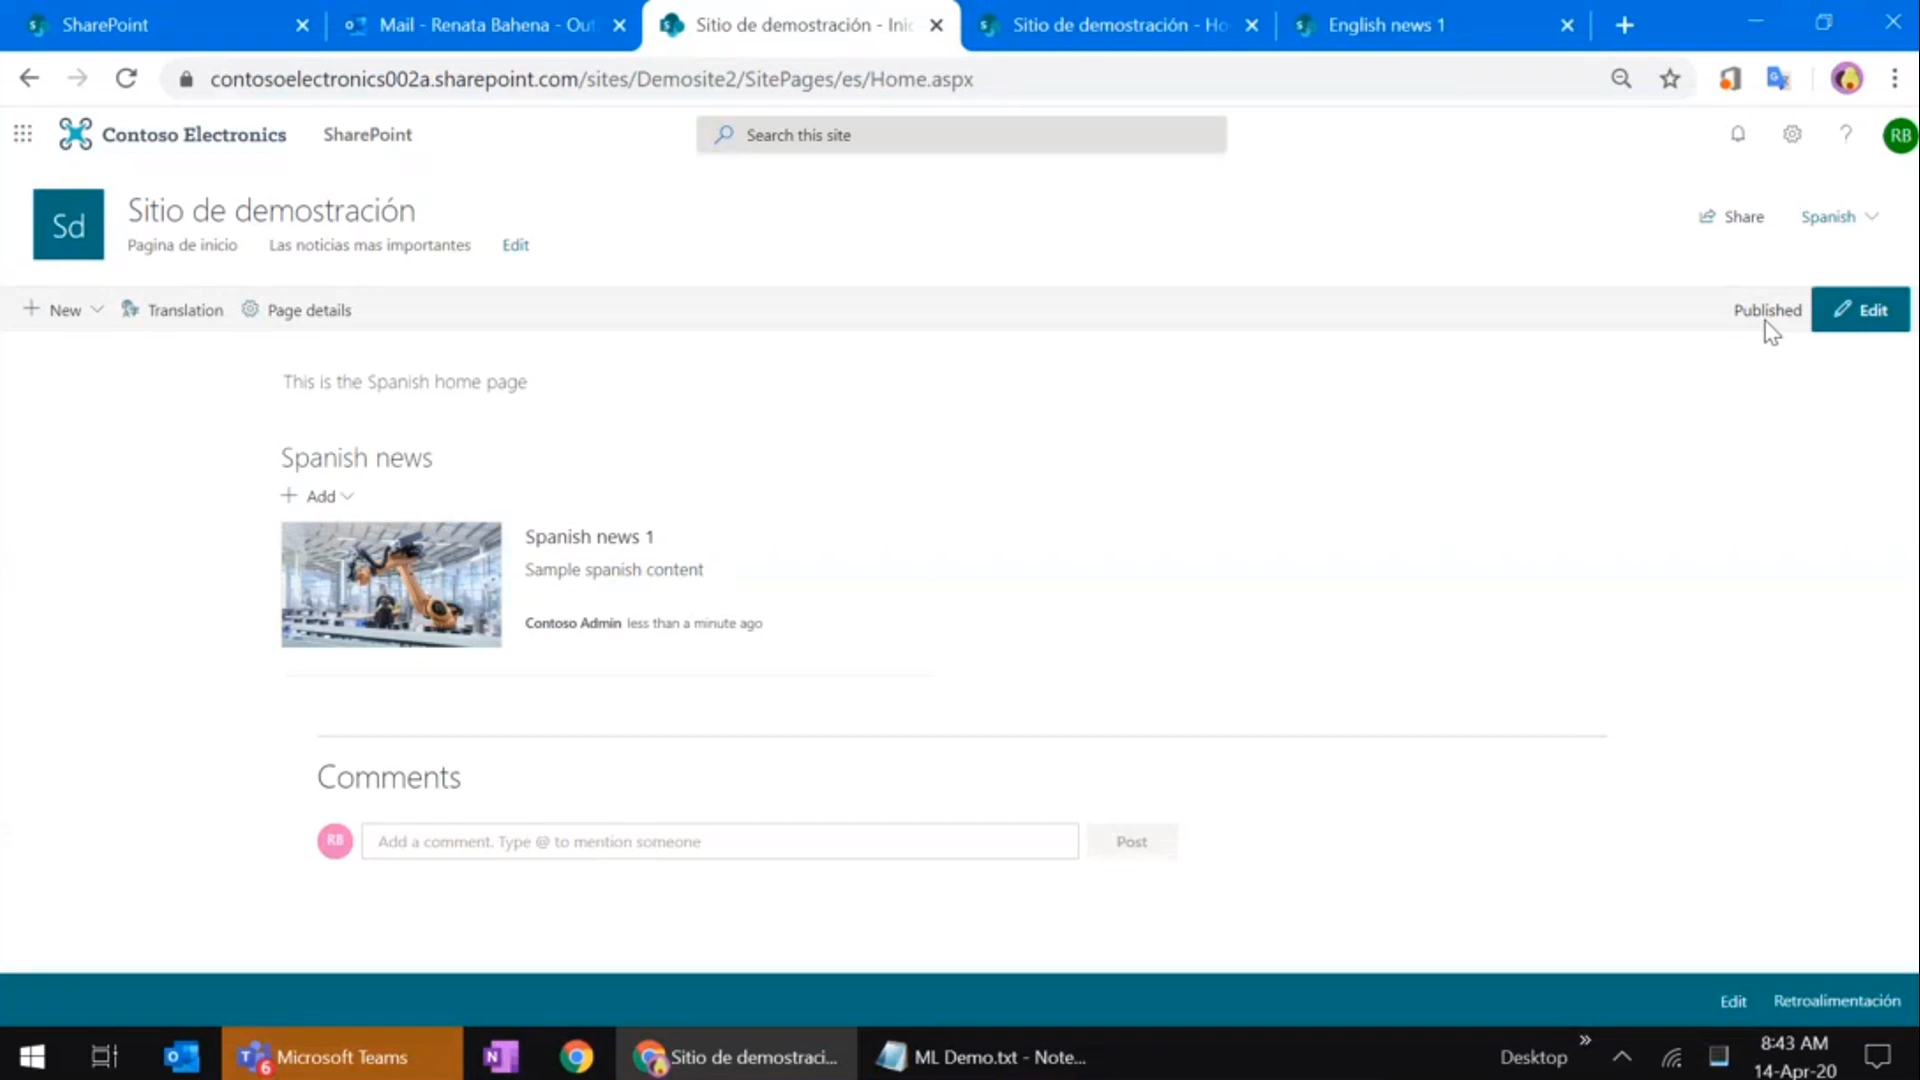 SharePoint
Mail - Renata Bahena - Out
Sitio de demostración - Inic
Sitio de demostración - Ho
English news 1
contosoelectronics002a.sharepoint.com/sites/Demosite2/SitePages/es/Home.aspx
Contoso Electronics
SharePoint
Search this site
RB
Sd
Sitio de demostración
Pagina de inicio
Las noticias mas importantes
Edit
Share
Spanish
New
Translation
Page details
Published
Edit
This is the Spanish home page
Spanish news
Add
Spanish news 1
Sample spanish content
Contoso Admin less than a minute ago
Comments
RB
Add a comment. Type @ to mention someone
Post
Edit
Retroalimentación
6
Microsoft Teams
Sitio de demostraci...
ML Demo.txt - Note...
Desktop
8:43 AM
14-Apr-20